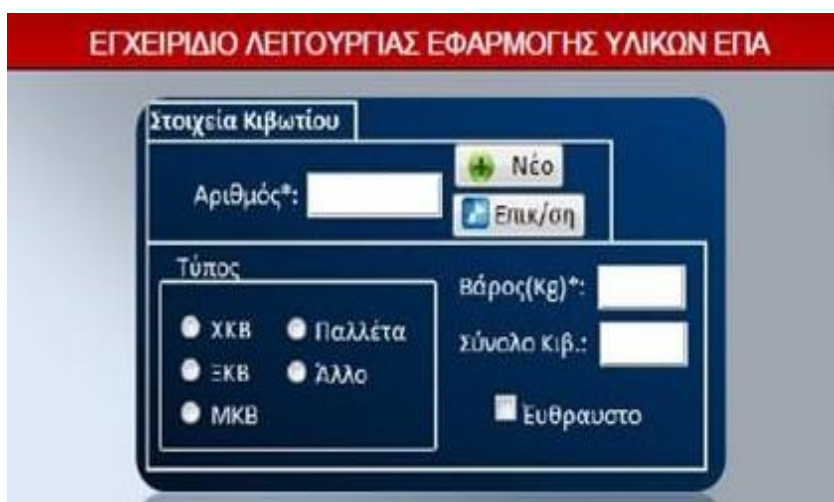 ΕΓΧΕΙΡΙΔΙΟ ΛΕΙΤΟΥΡΓΙΑΣ ΕΦΑΡΜΟΓΗΣ ΥΛΙΚΩΝ ΕΠΑ
Στοιχεία Κιβωτίου
Νέο
Αριθμός*:
Επικ/ση
Τύπος
Βάρος(Kg)*:
ΧΚΒ Παλλέτα
Σύνολο Κιβ.:
ΞΚΒ Άλλο
ΜΚΒ
Έυθραυστο